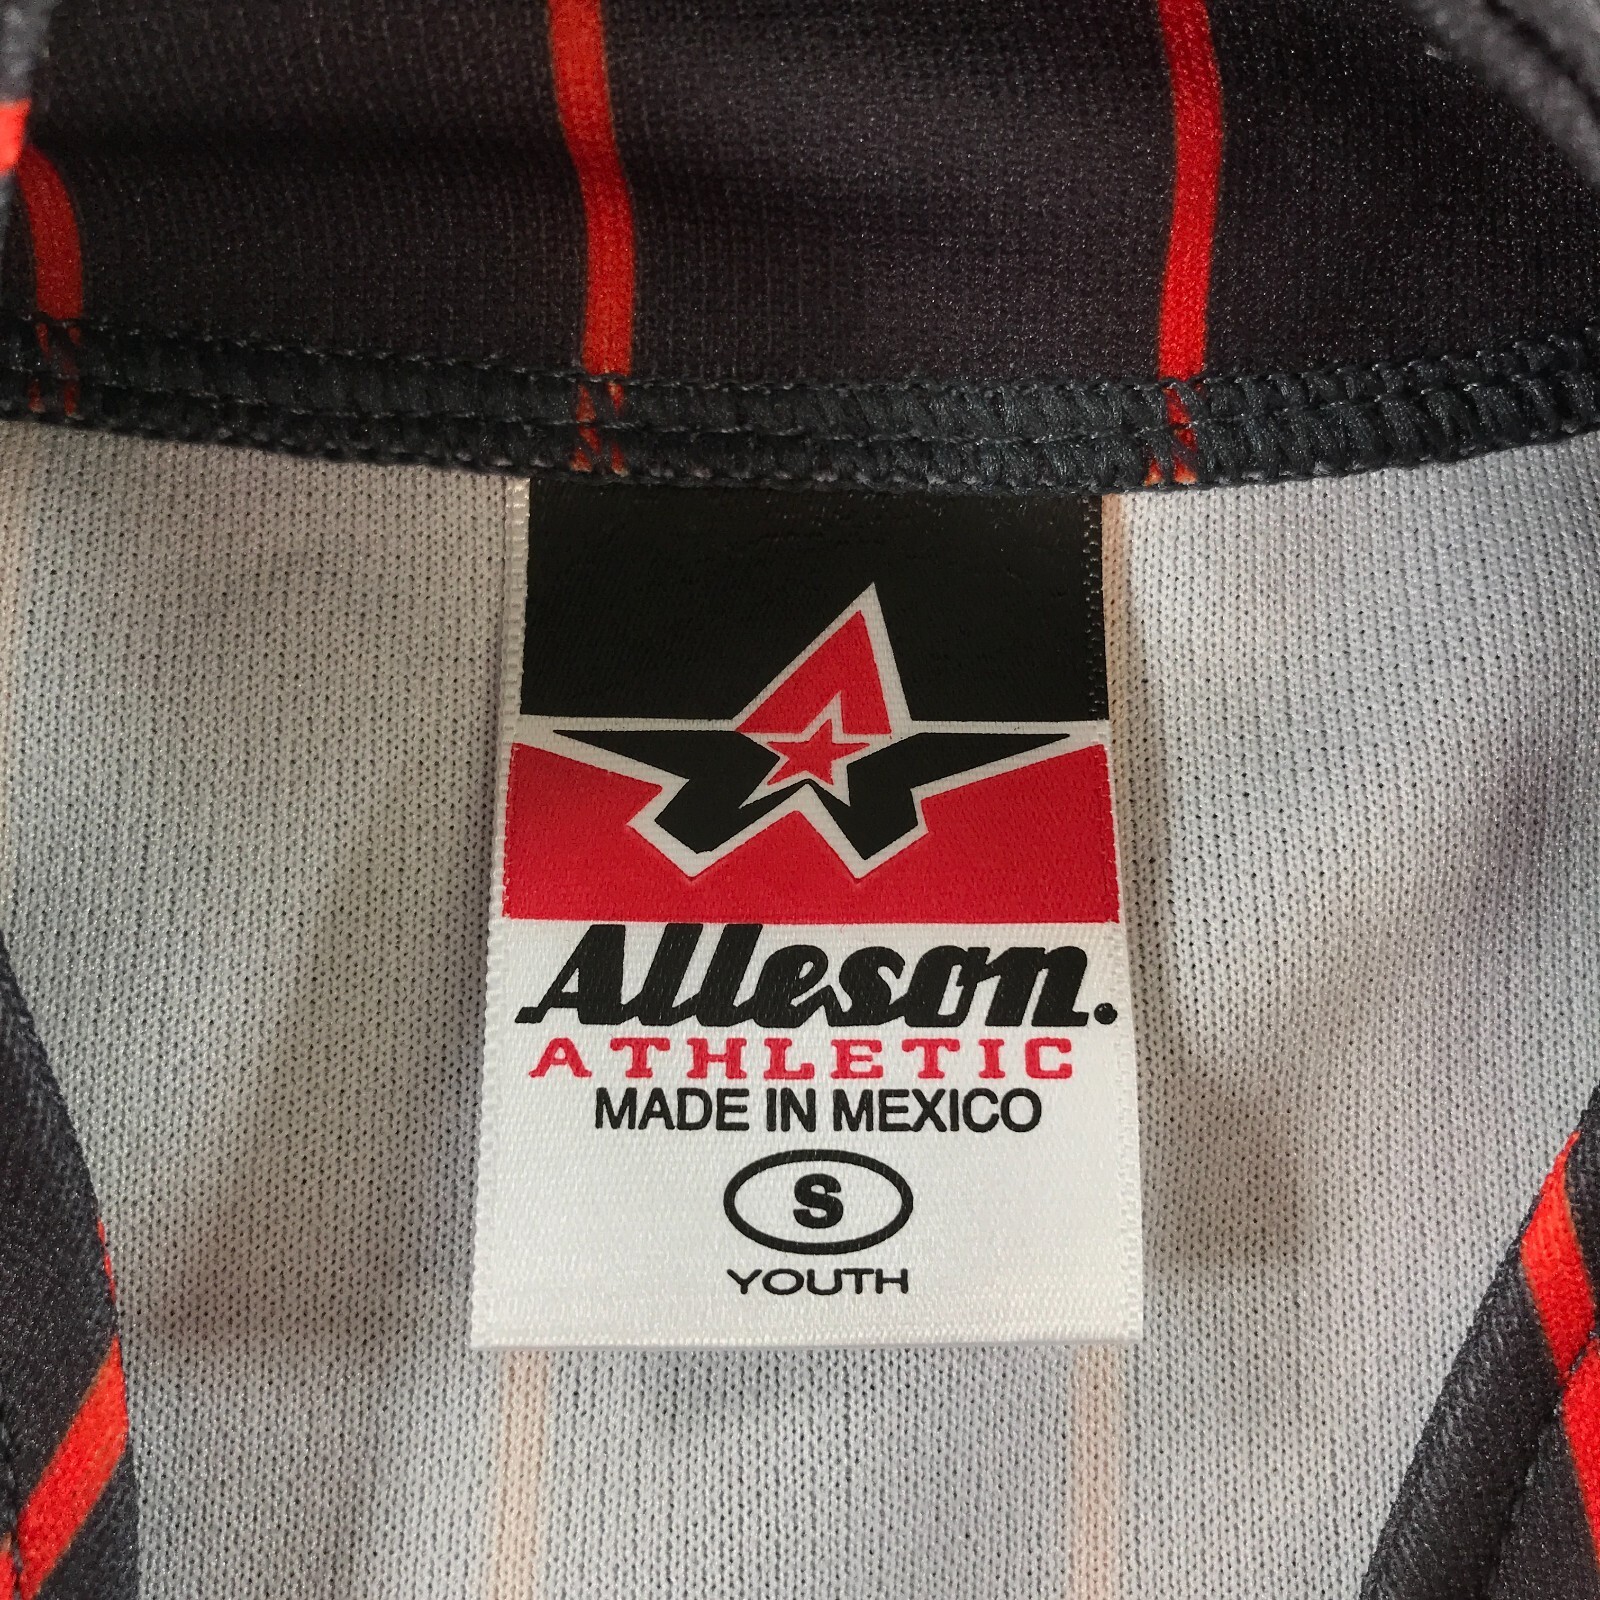 Alleson.
ATHLETIC
MADE IN MEXICO
S
YOUTH